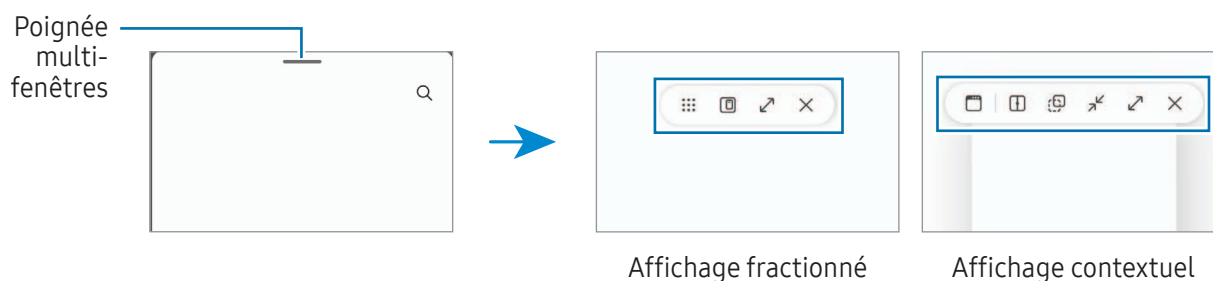 Poignée
multi-
fenêtres
Affichage fractionné
Affichage contextuel